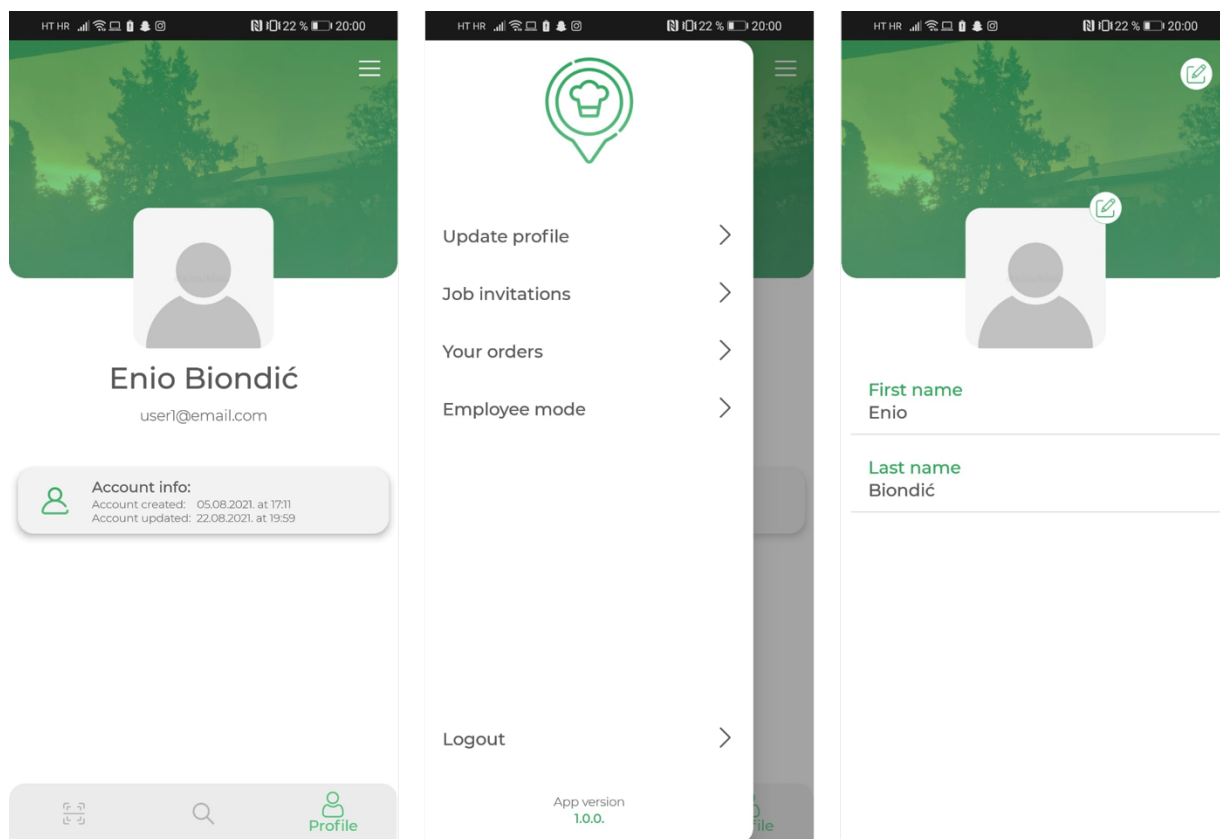 HT HR 22 % 20:00
Enio Biondić
user1@email.com
Account info:
Account created: 05.08.2021. at 17:11
Account updated: 22.08.2021. at 19:59
Profile
HT HR 22 % 20:00
Update profile
Job invitations
Your orders
Employee mode
Logout
App version
1.0.0.
ile
HT HR 22 % 20:00
First name
Enio
Last name
Biondić